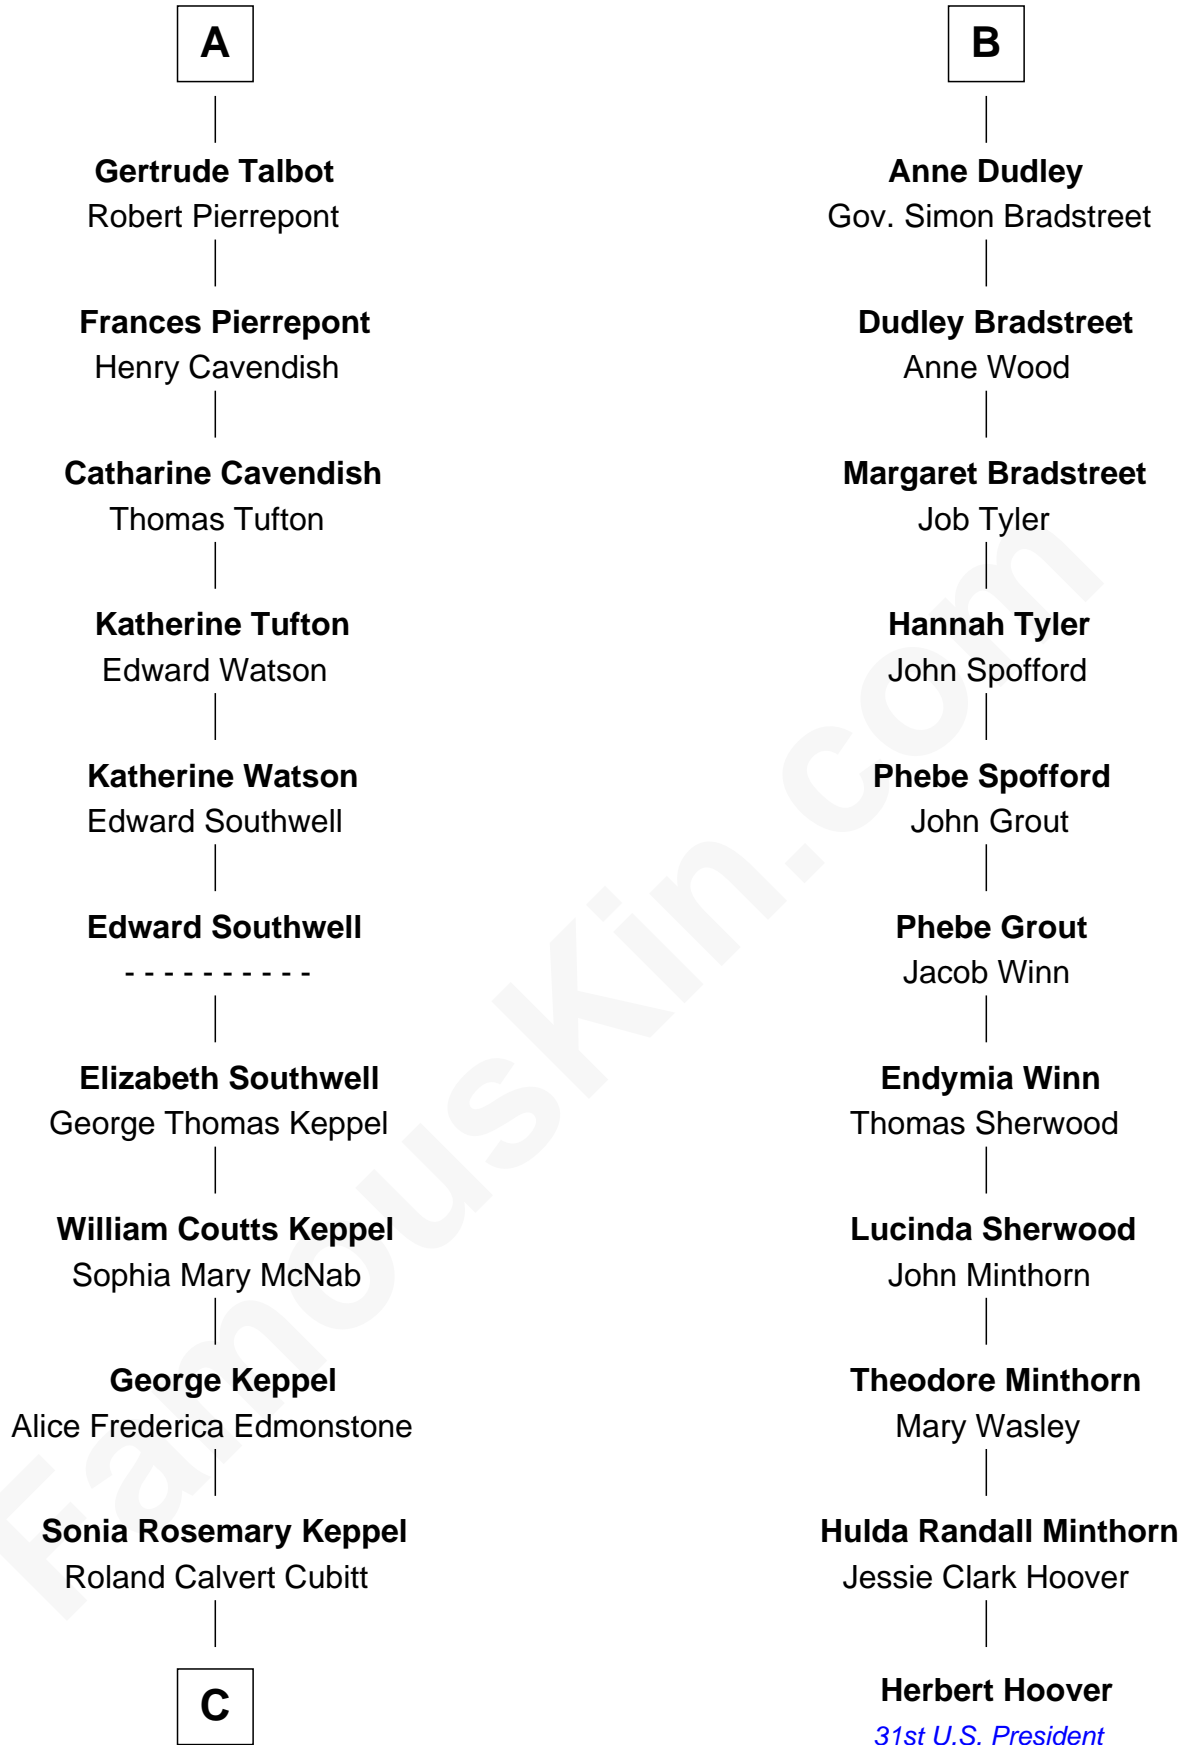 A
Gertrude Talbot
Robert Pierrepont
Frances Pierrepont
Henry Cavendish
Catharine Cavendish
Thomas Tufton
Katherine Tufton
Edward Watson
Katherine Watson
Edward Southwell
Edward Southwell
- - - - - - - - - -
Elizabeth Southwell
George Thomas Keppel
William Coutts Keppel
Sophia Mary McNab
George Keppel
Alice Frederica Edmonstone
Sonia Rosemary Keppel
Roland Calvert Cubitt
C
B
Anne Dudley
Gov. Simon Bradstreet
Dudley Bradstreet
Anne Wood
Margaret Bradstreet
Job Tyler
Hannah Tyler
John Spofford
Phebe Spofford
John Grout
Phebe Grout
Jacob Winn
Endymia Winn
Thomas Sherwood
Lucinda Sherwood
John Minthorn
Theodore Minthorn
Mary Wasley
Hulda Randall Minthorn
Jessie Clark Hoover
Herbert Hoover
31st U.S. President
FamousKin.com